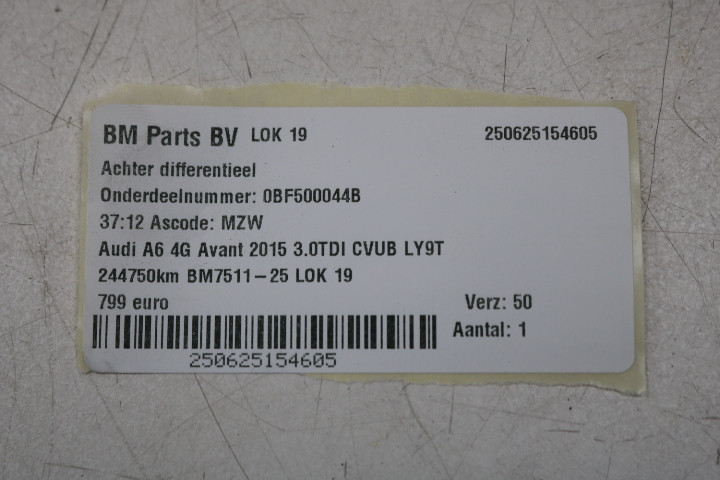 BM Parts BV LOK 19 250625154605
Achter differentieel
Onderdeelnummer: 0BF500044B
37:12 Ascode: MZW
Audi A6 4G Avant 2015 3.0TDI CVUB LY9T
244750km BM7511-25 LOK 19
799 euro Verz: 50
Aantal: 1
250625154605